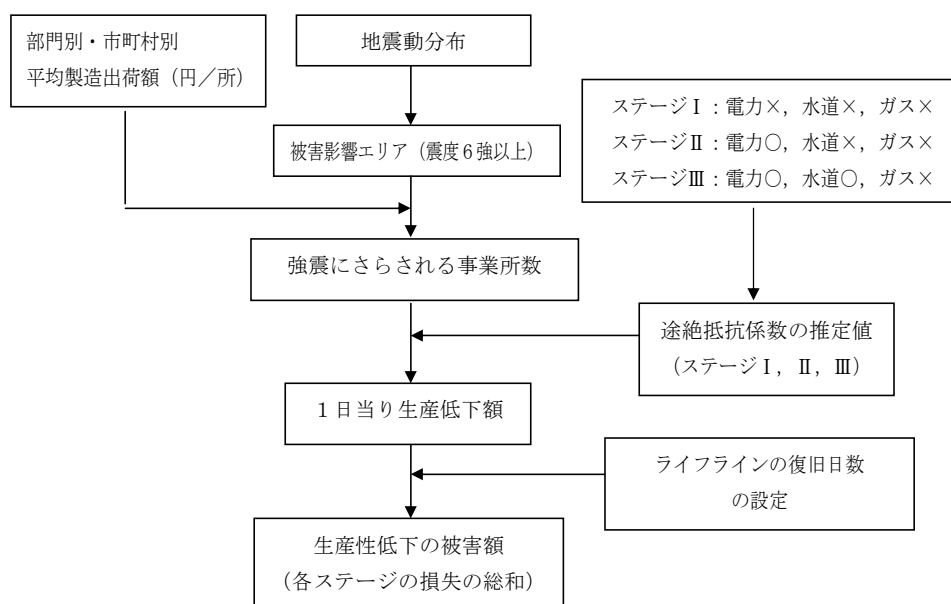 部門別・市町村別
平均製造出荷額（円／所）
地震動分布
ステージⅠ：電力×，水道×，ガス×
ステージⅡ：電力○，水道×，ガス×
ステージⅢ：電力○，水道○，ガス×
被害影響エリア（震度６強以上）
強震にさらされる事業所数
途絶抵抗係数の推定値
（ステージⅠ，Ⅱ，Ⅲ）
１日当り生産低下額
ライフラインの復旧日数
の設定
生産性低下の被害額
（各ステージの損失の総和）